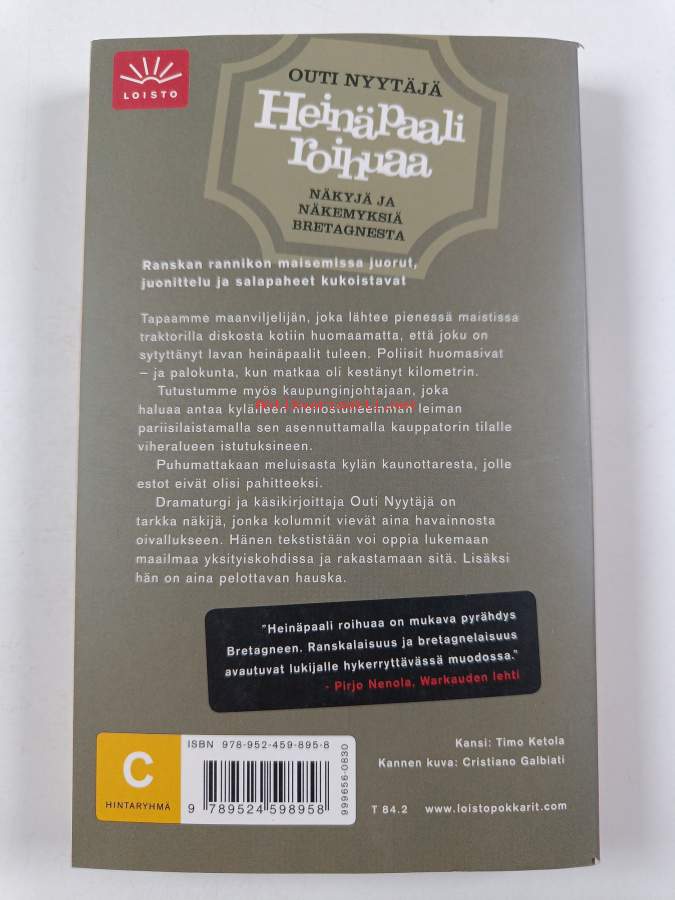 LOISTO
OUTI NYYTÄJÄ
Heinäpaali
roihuaa
NÄKYJÄ JA
NÄKEMYKSIÄ
BRETAGNESTA
Ranskan rannikon maisemissa juorut,
juonittelu ja salapaheet kukoistavat
Tapaamme maanviljelijän, joka lähtee pienessä maistissa
traktorilla diskosta kotiin huomaamatta, että joku on
sytyttänyt lavan heinäpaalit tuleen. Poliisit huomasivat
– ja palokunta, kun matkaa oli kestänyt kilometrin.
Tutustumme myös kaupunginjohtajaan, joka
haluaa antaa kylälleen hienostuneemman leiman
pariisilaistamalla sen asennuttamalla kauppatorin tilalle
viheralueen istutuksineen.
Puhumattakaan meluisasta kylän kaunottaresta, jolle
estot eivät olisi pahitteeksi.
Dramaturgi ja käsikirjoittaja Outi Nyytäjä on
tarkka näkijä, jonka kolumnit vievät aina havainnosta
oivallukseen. Hänen tekstistään voi oppia lukemaan
maailmaa yksityiskohdissa ja rakastamaan sitä. Lisäksi
hän on aina pelottavan hauska.
"Heinäpaali roihuaa on mukava pyrähdys
Bretagneen. Ranskalaisuus ja bretagnelaisuus
avautuvat lukijalle hykerryttävässä muodossa."
- Pirjo Nenola, Warkauden lehti
C
HINTARYHMÄ
ISBN 978-952-459-895-8
9 789524 598958
999656-0830
Kansi: Timo Ketola
Kannen kuva: Cristiano Galbiati
T 84.2 www.loistopokkarit.com